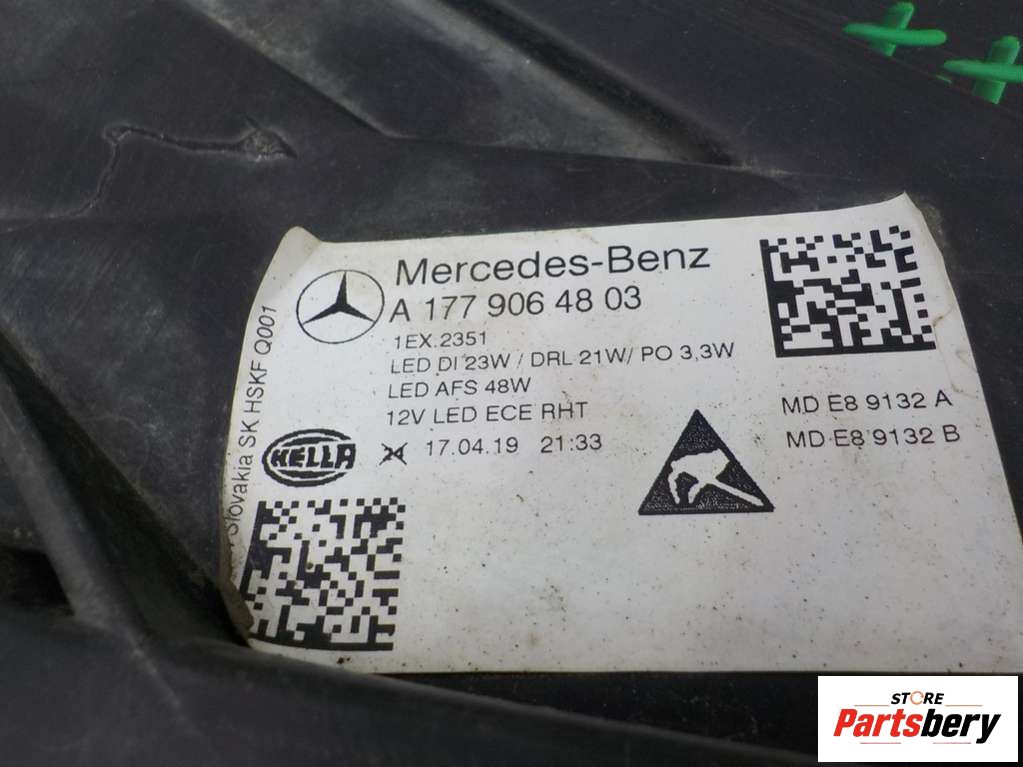 Mercedes-Benz
A 177 906 48 03
1EX.2351
LED DI 23W / DRL 21W/ PO 3,3W
LED AFS 48W
12V LED ECE RHT
HELLA
17.04.19 21:33
MD E8 9132 A
MD E8 9132 B
Slovakia SK HSKF Q001
STORE
Partsbery